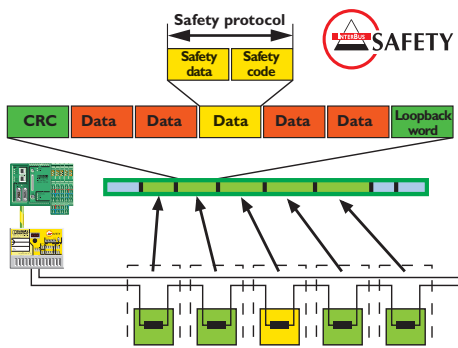 Safety protocol
INTERBUS
SAFETY
Safety data
Safety code
CRC
Data
Data
Data
Data
Data
Loopback word